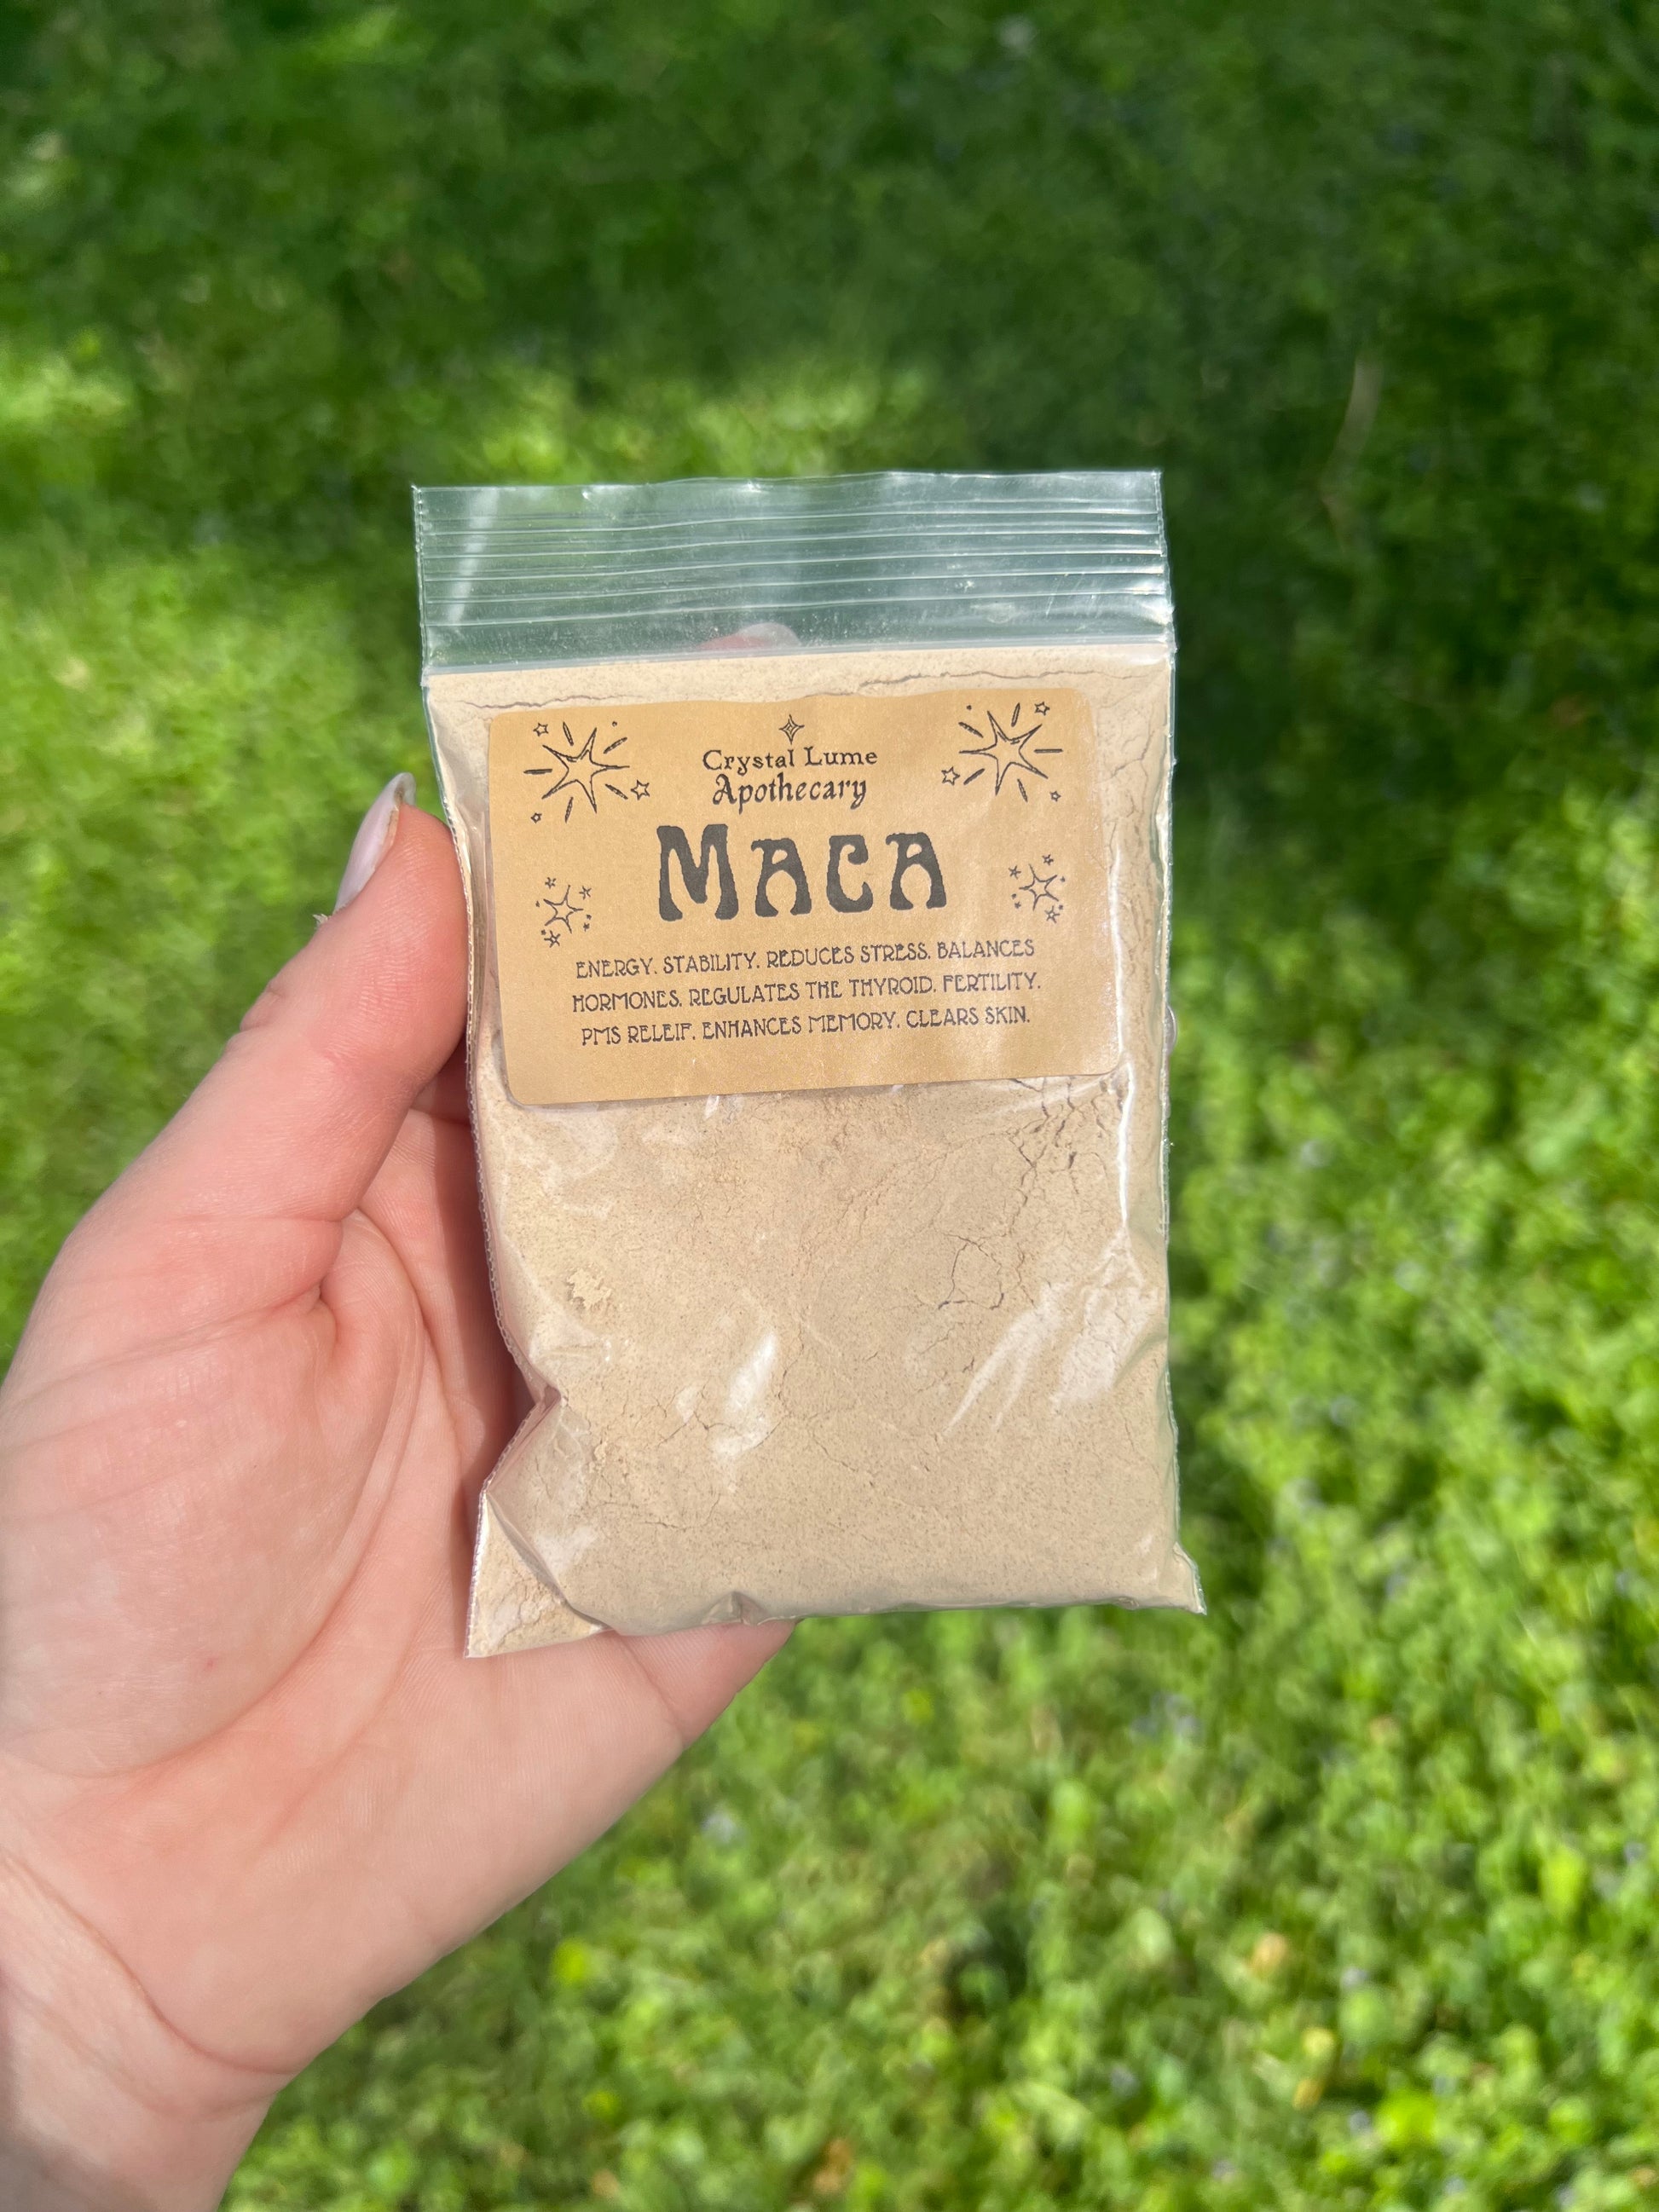 Crystal Lume
Apothecary
MACA
ENERGY. STABILITY. REDUCES STRESS. BALANCES
HORMONES. REGULATES THE THYROID. FERTILITY.
PMS RELEIF. ENHANCES MEMORY. CLEARS SKIN.